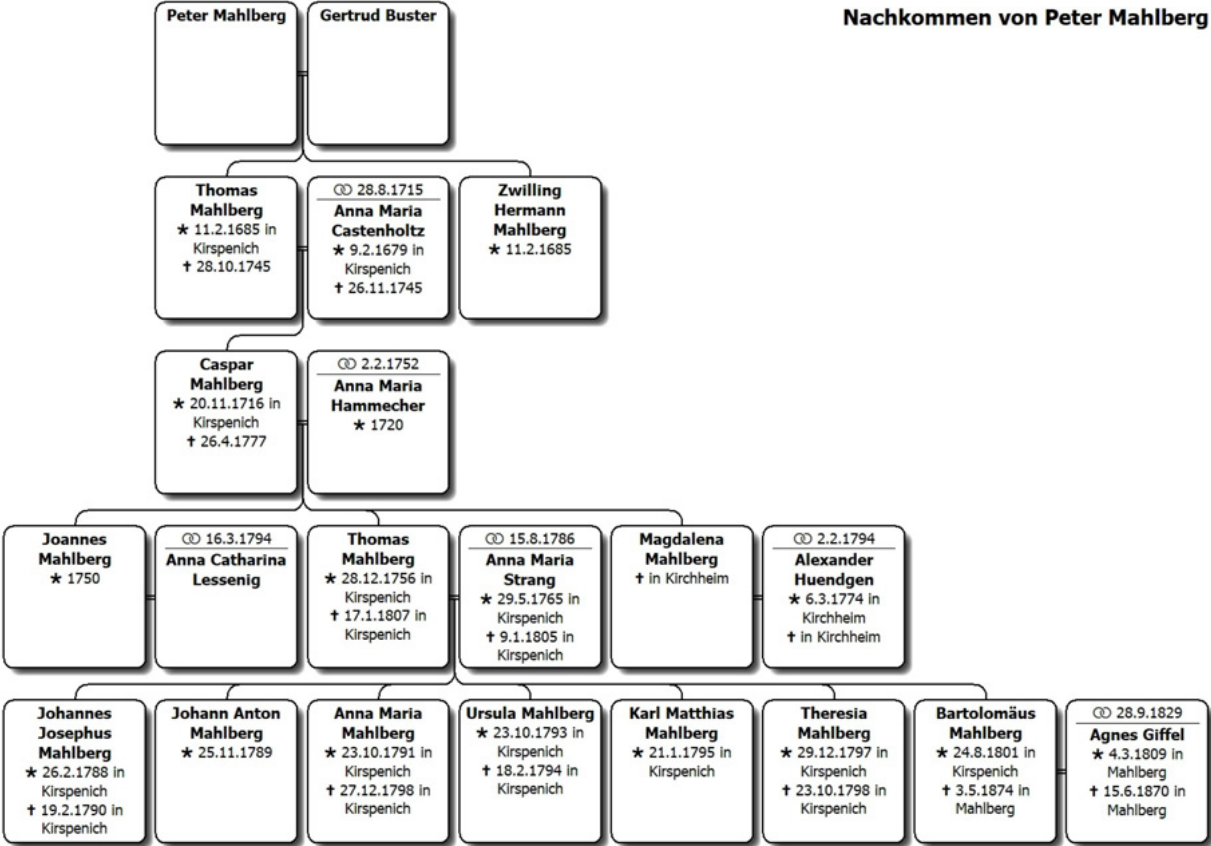 Nachkommen von Peter Mahlberg
Peter Mahlberg
Gertrud Buster
Thomas
Mahlberg
★ 11.2.1685 in
Kirspenich
✝ 28.10.1745
⚭ 28.8.1715
Anna Maria
Castenholtz
★ 9.2.1679 in
Kirspenich
✝ 26.11.1745
Zwilling
Hermann
Mahlberg
★ 11.2.1685
Caspar
Mahlberg
★ 20.11.1716 in
Kirspenich
✝ 26.4.1777
⚭ 2.2.1752
Anna Maria
Hammecher
★ 1720
Joannes
Mahlberg
★ 1750
⚭ 16.3.1794
Anna Catharina
Lessenig
Thomas
Mahlberg
★ 28.12.1756 in
Kirspenich
✝ 17.1.1807 in
Kirspenich
⚭ 15.8.1786
Anna Maria
Strang
★ 29.5.1765 in
Kirspenich
✝ 9.1.1805 in
Kirspenich
Magdalena
Mahlberg
✝ in Kirchheim
⚭ 2.2.1794
Alexander
Huendgen
★ 6.3.1774 in
Kirchheim
✝ in Kirchheim
Johannes
Josephus
Mahlberg
★ 26.2.1788 in
Kirspenich
✝ 19.2.1790 in
Kirspenich
Johann Anton
Mahlberg
★ 25.11.1789
Anna Maria
Mahlberg
★ 23.10.1791 in
Kirspenich
✝ 27.12.1798 in
Kirspenich
Ursula Mahlberg
★ 23.10.1793 in
Kirspenich
✝ 18.2.1794 in
Kirspenich
Karl Matthias
Mahlberg
★ 21.1.1795 in
Kirspenich
Theresia
Mahlberg
★ 29.12.1797 in
Kirspenich
✝ 23.10.1798 in
Kirspenich
Bartolomäus
Mahlberg
★ 24.8.1801 in
Kirspenich
✝ 3.5.1874 in
Mahlberg
⚭ 28.9.1829
Agnes Giffel
★ 4.3.1809 in
Mahlberg
✝ 15.6.1870 in
Mahlberg